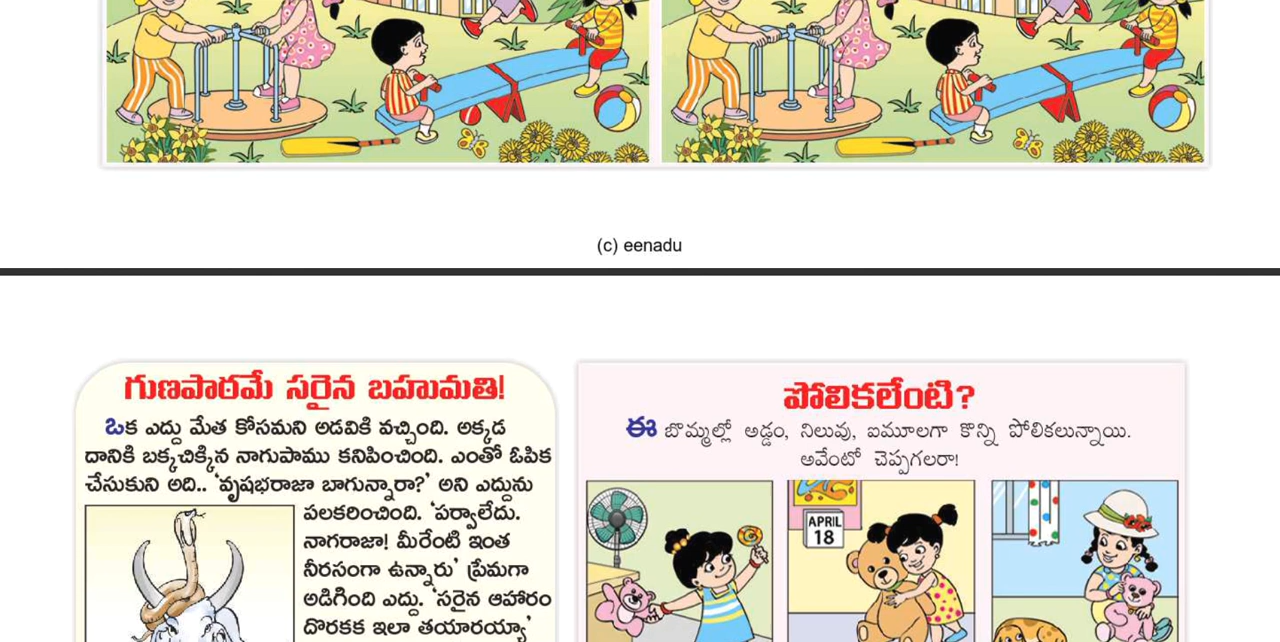 (c) eenadu
గుణపాఠమే సరైన బహుమతి!
ఒక ఎద్దు మేత కోసమని అడవికి వచ్చింది. అక్కడ
దానికి బక్కచిక్కిన నాగుపాము కనిపించింది. ఎంతో ఓపిక
చేసుకుని అది.. ‘వృషభరాజా బాగున్నారా?’ అని ఎద్దును
పలకరించింది. ‘పర్వాలేదు.
నాగరాజా! మీరేంటి ఇంత
నీరసంగా ఉన్నారు’ ప్రేమగా
అడిగింది ఎద్దు. ‘సరైన ఆహారం
దొరకక ఇలా తయారయ్యా’
పోలికలేంటి?
ఈ బొమ్మల్లో అడ్డం, నిలువు, ఐమూలగా కొన్ని పోలికలున్నాయి.
అవేంటో చెప్పగలరా!
APRIL
18